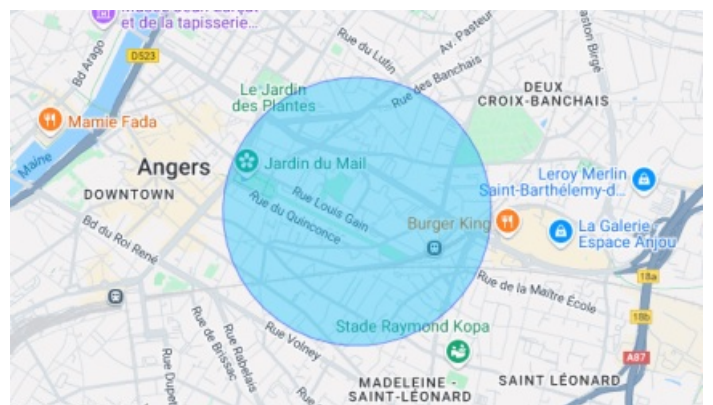 et de la tapisserie...
D523
Bd Arago
Rue du Lutin
Av. Pasteur
Rue des Banchais
aston Birgé
Le Jardin
des Plantes
DEUX
CROIX-BANCHAIS
Mamie Fada
Maine
Angers
DOWNTOWN
Jardin du Mail
Leroy Merlin
Saint-Barthélemy-d...
Rue Louis Gain
Rue du Quinconce
Burger King
La Galerie
Espace Anjou
Bd du Roi René
Rue de la Maître École
18a
18b
A87
Rue Volney
Rue de Brissac
Rue Rabelais
Rue Dupet
Stade Raymond Kopa
MADELEINE -
SAINT-LÉONARD
SAINT LÉONARD